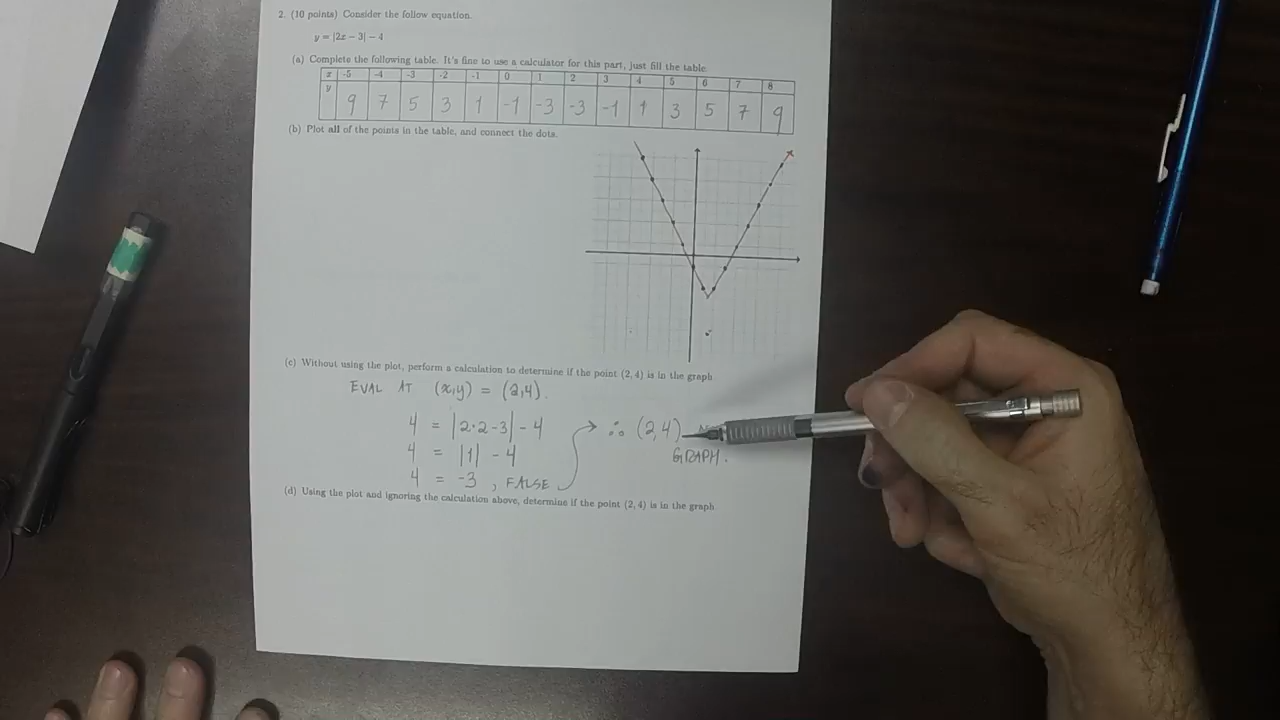 2. (10 points) Consider the follow equation.
y = |2x − 3| − 4
(a) Complete the following table. It's fine to use a calculator for this part, just fill the table.
x -5 -4 -3 -2 -1 0 1 2 3 4 5 6 7 8
y 9 7 5 3 1 -1 -3 -3 -1 1 3 5 7 9
(b) Plot all of the points in the table, and connect the dots.
(c) Without using the plot, perform a calculation to determine if the point (2, 4) is in the graph
EVAL AT (x,y) = (2,4).
4 = |2·2-3| - 4
4 = |1| - 4
4 = -3, FALSE
∴ (2,4)
GRAPH.
(d) Using the plot and ignoring the calculation above, determine if the point (2, 4) is in the graph.